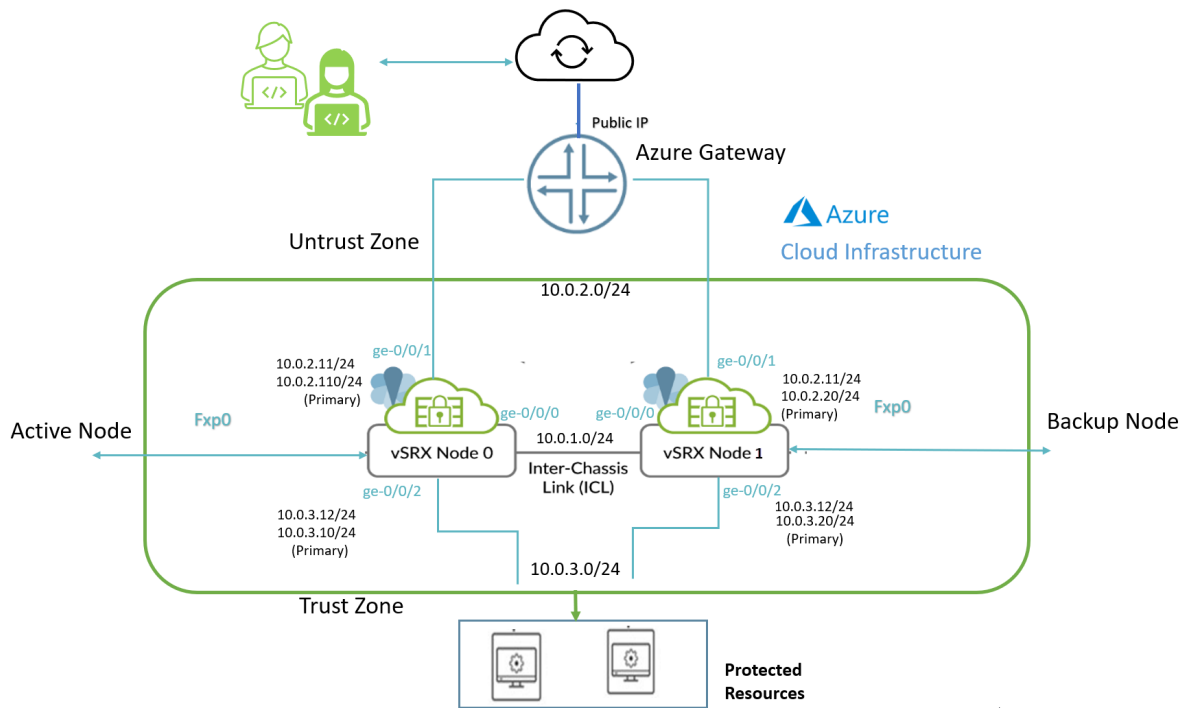 </>
</>
Public IP
Azure Gateway
Azure
Untrust Zone
Cloud Infrastructure
10.0.2.0/24
ge-0/0/1
ge-0/0/1
10.0.2.11/24
10.0.2.110/24
(Primary)
10.0.2.11/24
10.0.2.20/24
(Primary)
Fxp0
ge-0/0/0
ge-0/0/0
Fxp0
Active Node
Backup Node
10.0.1.0/24
vSRX Node 0
vSRX Node 1
Inter-Chassis
Link (ICL)
ge-0/0/2
ge-0/0/2
10.0.3.12/24
10.0.3.10/24
(Primary)
10.0.3.12/24
10.0.3.20/24
(Primary)
10.0.3.0/24
Trust Zone
Protected
Resources